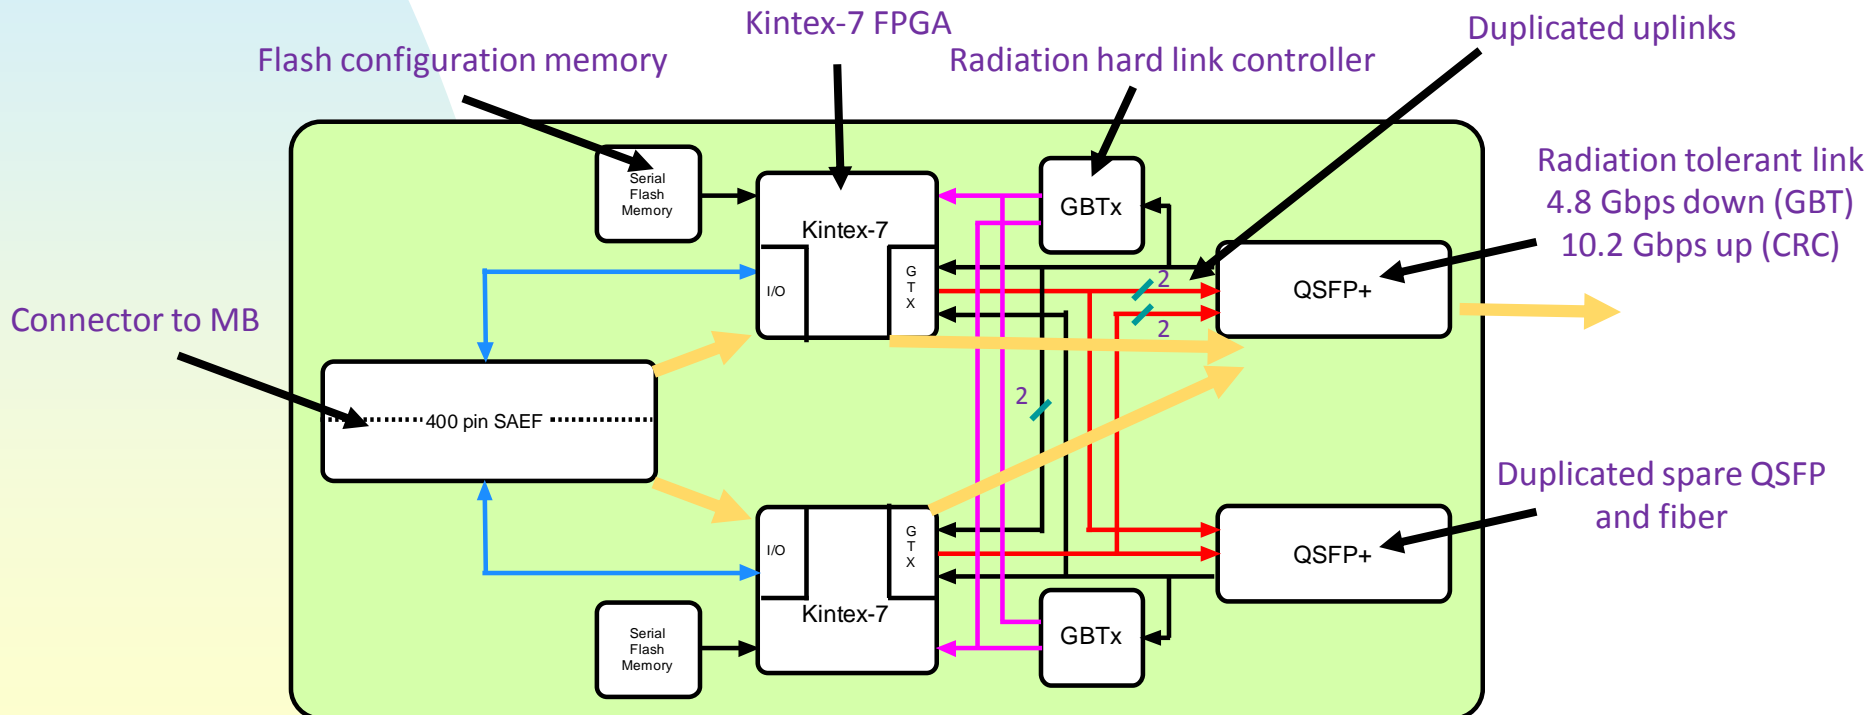 Kintex-7 FPGA
Duplicated uplinks
Flash configuration memory
Radiation hard link controller
Radiation tolerant link
4.8 Gbps down (GBT)
10.2 Gbps up (CRC)
Serial
Flash
Memory
Kintex-7
I/O
G
T
X
GBTx
2
2
QSFP+
Connector to MB
400 pin SAEF
2
Duplicated spare QSFP
and fiber
I/O
G
T
X
Kintex-7
QSFP+
Serial
Flash
Memory
GBTx